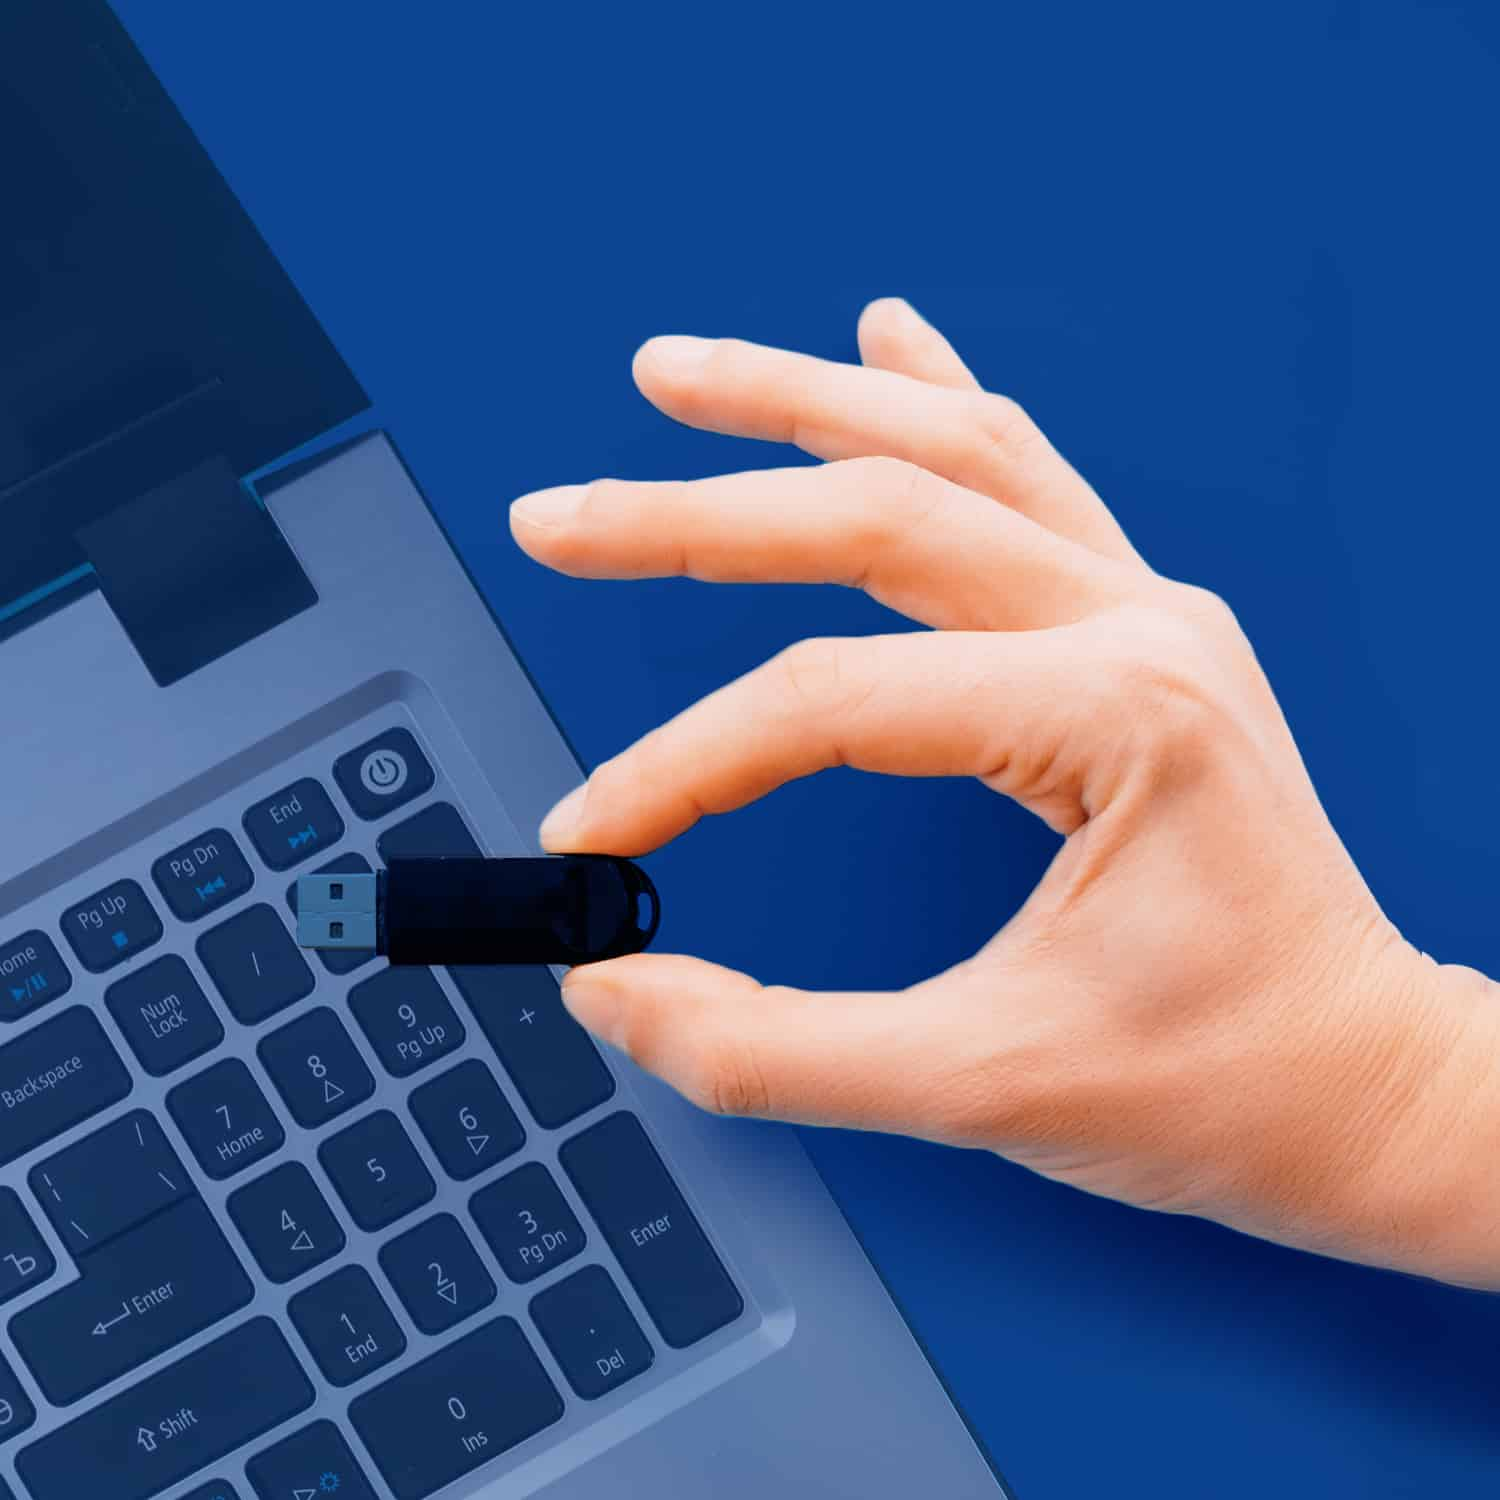 End
Pg Dn
Pg Up
Num
Lock
/
9
Pg Up
+
Backspace
7
Home
8
4
5
6
Enter
1
End
2
3
Pg Dn
Enter
Ъ
Shift
0
Ins
.
Del